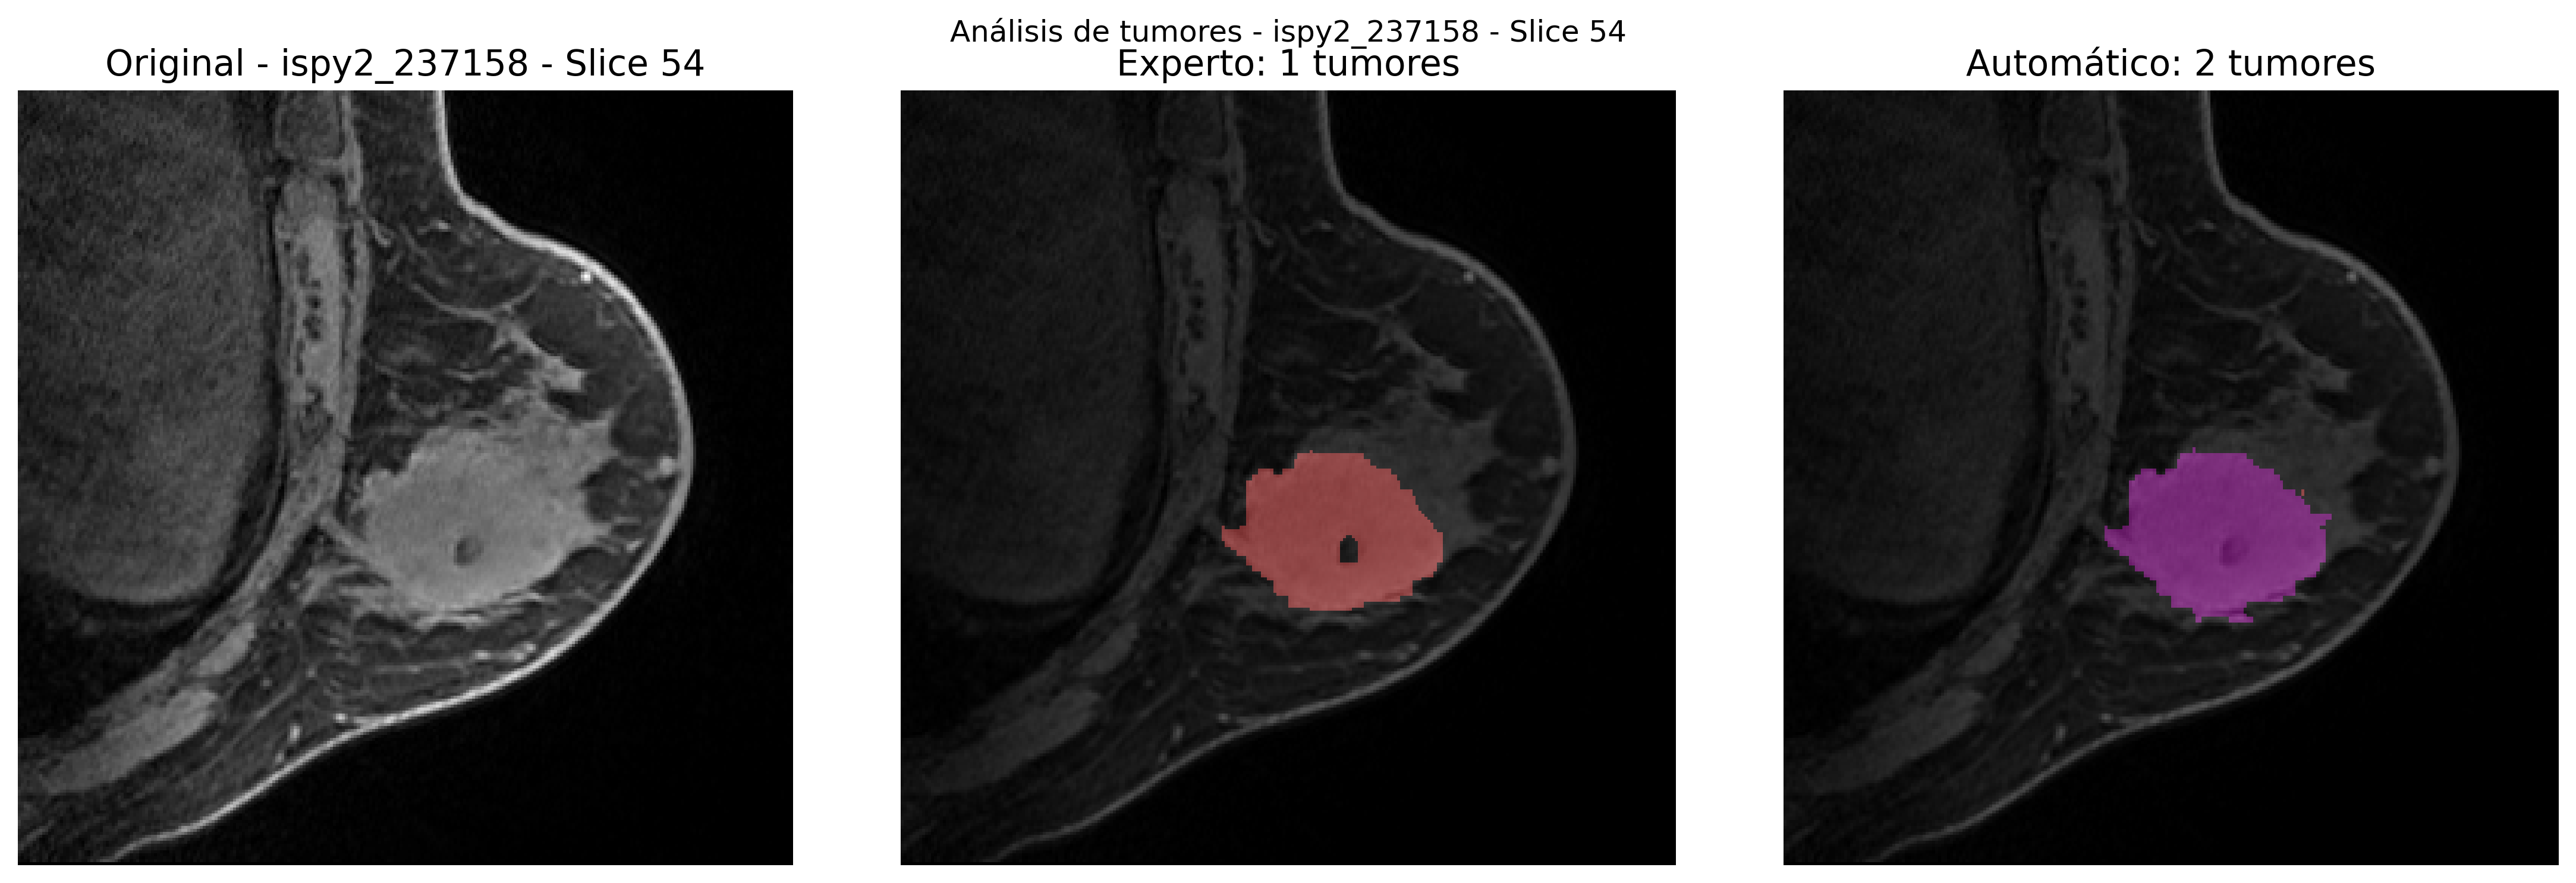 Análisis de tumores - ispy2_237158 - Slice 54
Original - ispy2_237158 - Slice 54
Experto: 1 tumores
Automático: 2 tumores